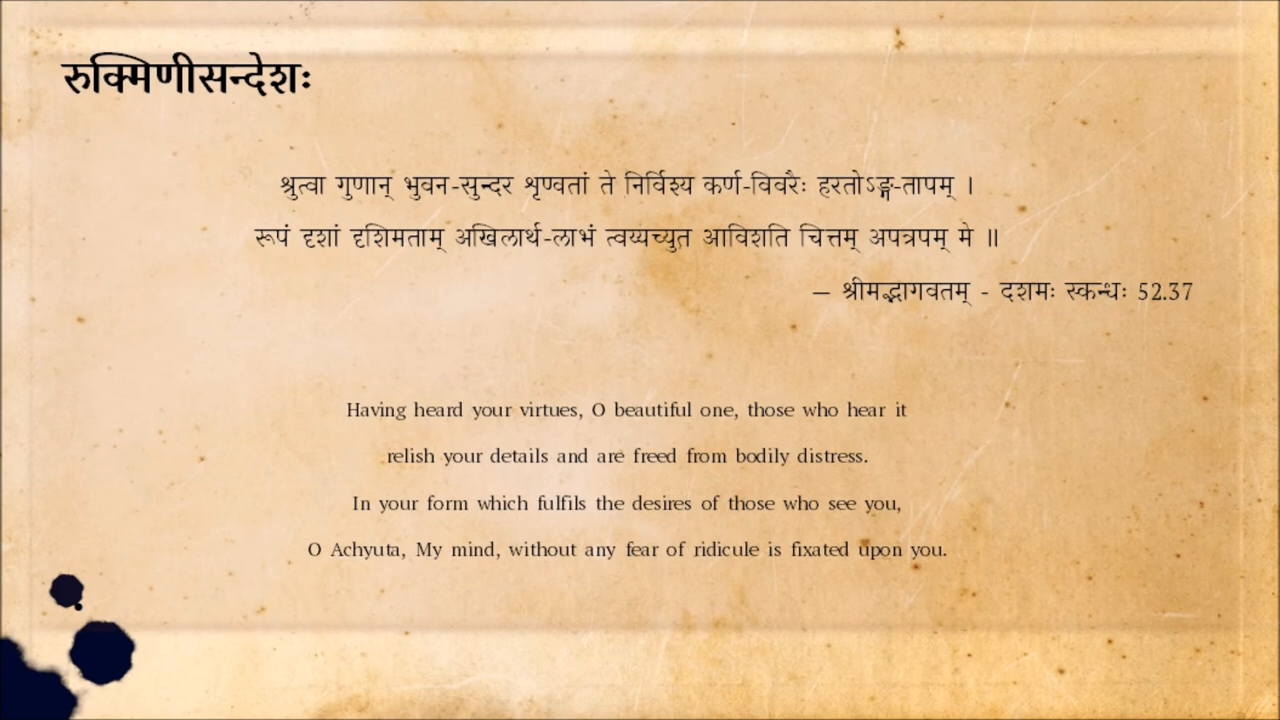 रुक्मिणीसन्देशः
श्रुत्वा गुणान् भुवन-सुन्दर शृण्वतां ते निर्विश्य कर्ण-विवरैः हरतोऽङ्ग-तापम् ।
रूपं दृशां दृशिमताम् अखिलार्थ-लाभं त्वय्यच्युत आविशति चित्तम् अपत्रपम् मे ॥
— श्रीमद्भागवतम् - दशमः स्कन्धः 52.37
Having heard your virtues, O beautiful one, those who hear it
relish your details and are freed from bodily distress.
In your form which fulfils the desires of those who see you,
O Achyuta, My mind, without any fear of ridicule is fixated upon you.